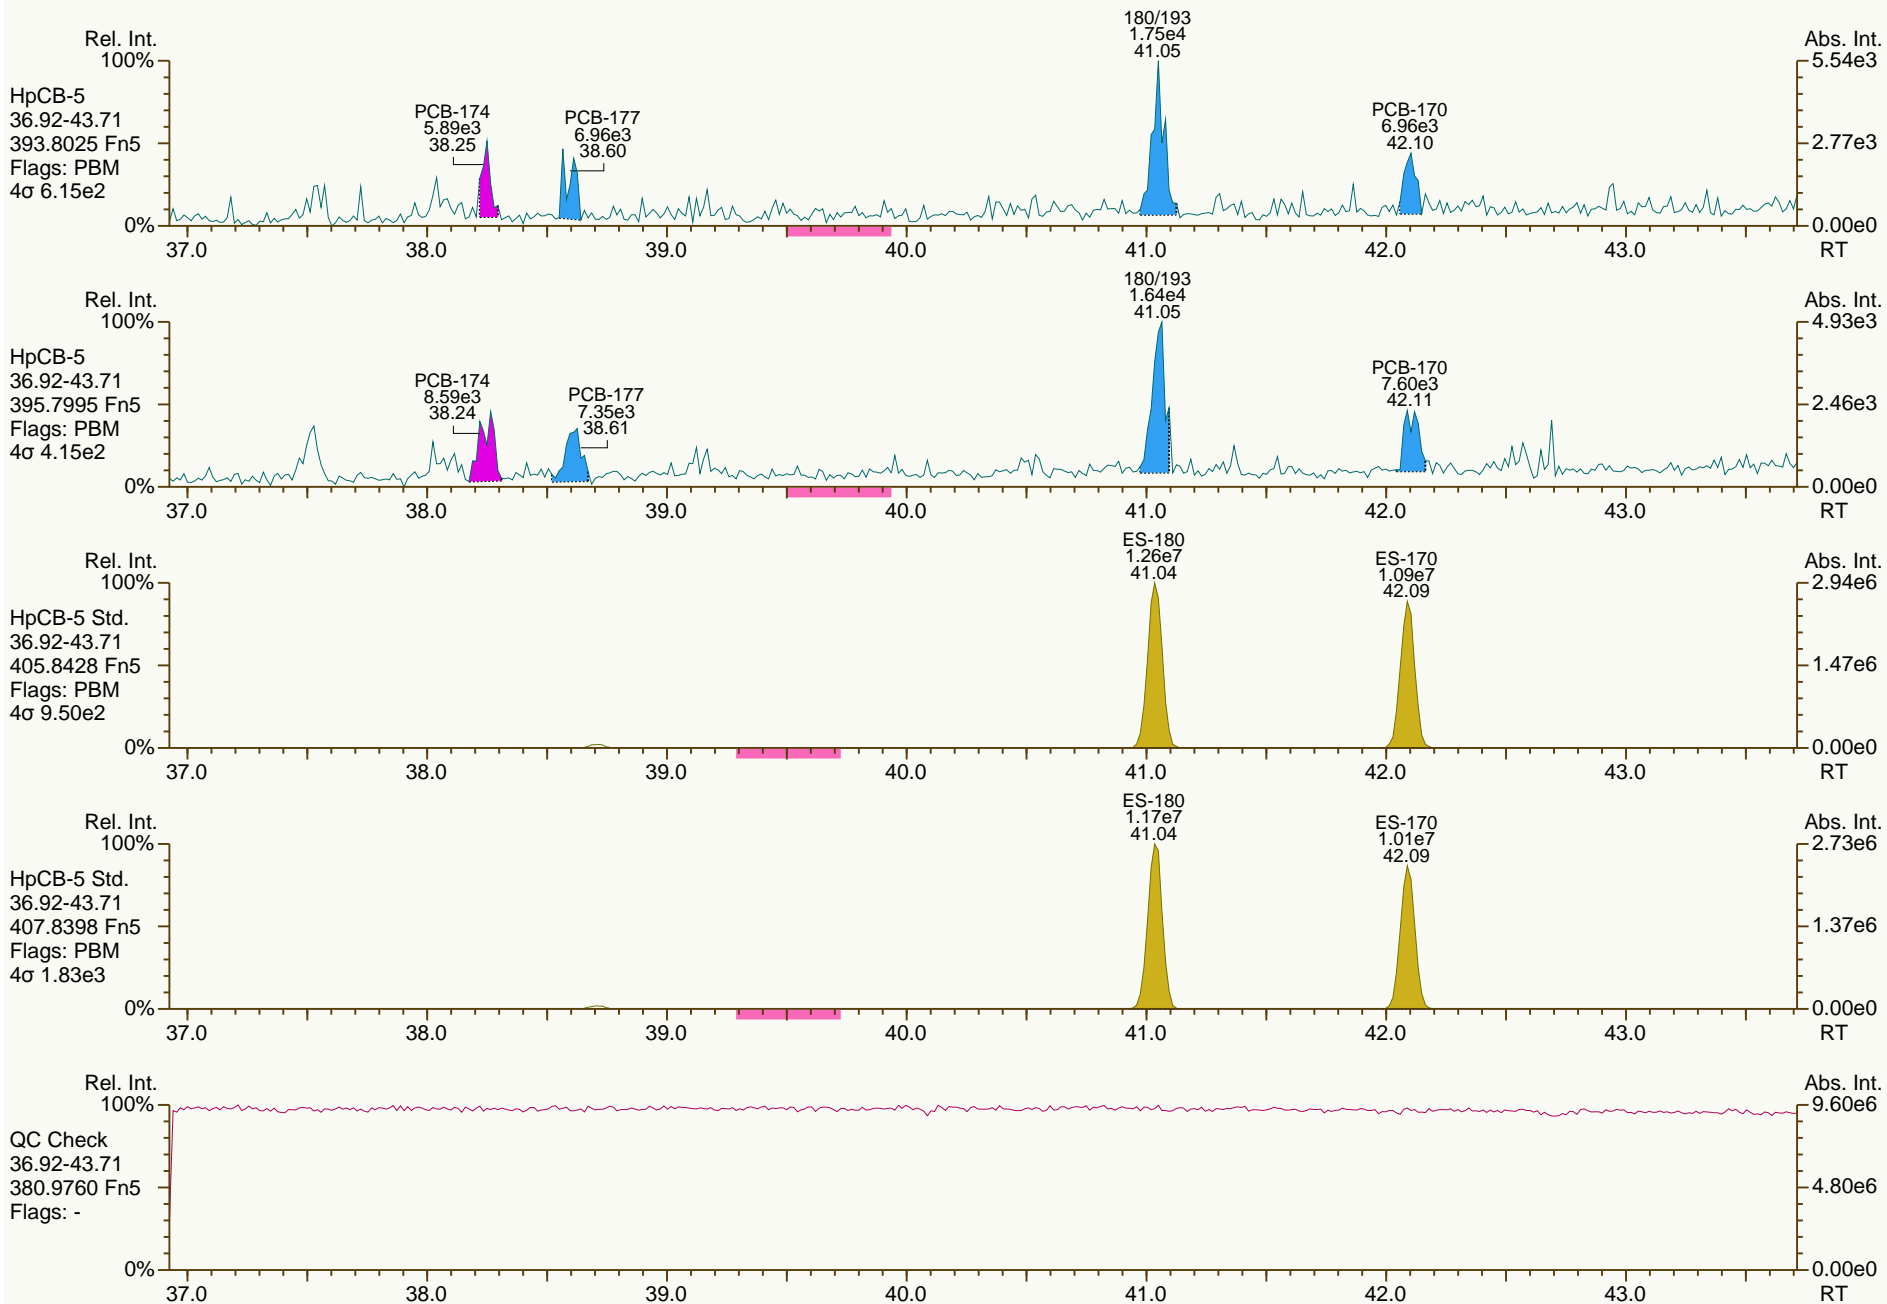 180/193
1.75e4
41.05
Rel. Int.
Abs. Int.
100%
5.54e3
HpCB-5
36.92-43.71
393.8025 Fn5
Flags: PBM
4σ 6.15e2
PCB-174
5.89e3
38.25
PCB-177
6.96e3
38.60
PCB-170
6.96e3
42.10
2.77e3
0%
0.00e0
37.0 38.0 39.0 40.0 41.0 42.0 43.0 RT
180/193
1.64e4
41.05
Rel. Int.
Abs. Int.
100%
4.93e3
HpCB-5
36.92-43.71
395.7995 Fn5
Flags: PBM
4σ 4.15e2
PCB-174
8.59e3
38.24
PCB-177
7.35e3
38.61
PCB-170
7.60e3
42.11
2.46e3
0%
0.00e0
37.0 38.0 39.0 40.0 41.0 42.0 43.0 RT
ES-180
1.26e7
41.04
ES-170
1.09e7
42.09
Rel. Int.
Abs. Int.
100%
2.94e6
HpCB-5 Std.
36.92-43.71
405.8428 Fn5
Flags: PBM
4σ 9.50e2
1.47e6
0%
0.00e0
37.0 38.0 39.0 40.0 41.0 42.0 43.0 RT
ES-180
1.17e7
41.04
ES-170
1.01e7
42.09
Rel. Int.
Abs. Int.
100%
2.73e6
HpCB-5 Std.
36.92-43.71
407.8398 Fn5
Flags: PBM
4σ 1.83e3
1.37e6
0%
0.00e0
37.0 38.0 39.0 40.0 41.0 42.0 43.0 RT
Rel. Int.
Abs. Int.
100%
9.60e6
QC Check
36.92-43.71
380.9760 Fn5
Flags: -
4.80e6
0%
0.00e0
37.0 38.0 39.0 40.0 41.0 42.0 43.0 RT